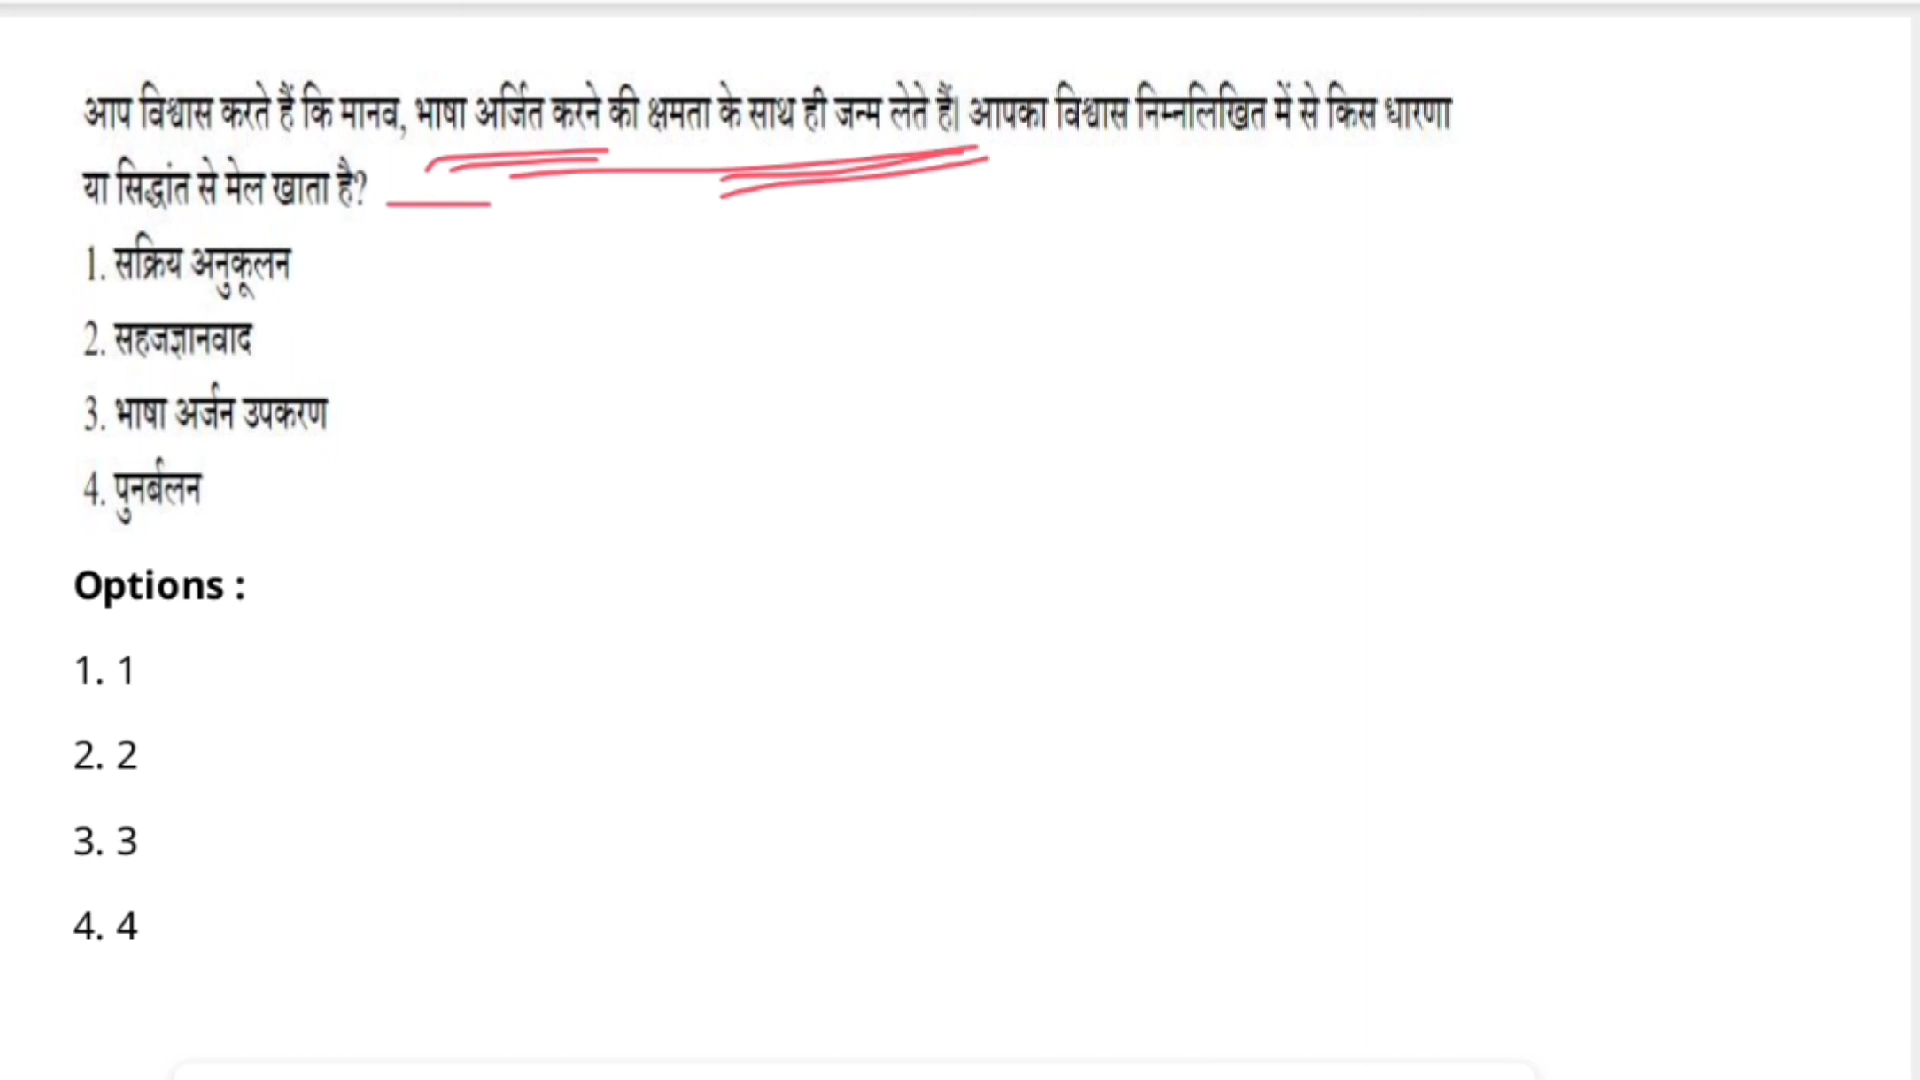 आप विश्वास करते हैं कि मानव, भाषा अर्जित करने की क्षमता के साथ ही जन्म लेते हैं। आपका विश्वास निम्नलिखित में से किस धारणा
या सिद्धांत से मेल खाता है?
1. सक्रिय अनुकूलन
2. सहजज्ञानवाद
3. भाषा अर्जन उपकरण
4. पुनर्बलन
Options :
1. 1
2. 2
3. 3
4. 4